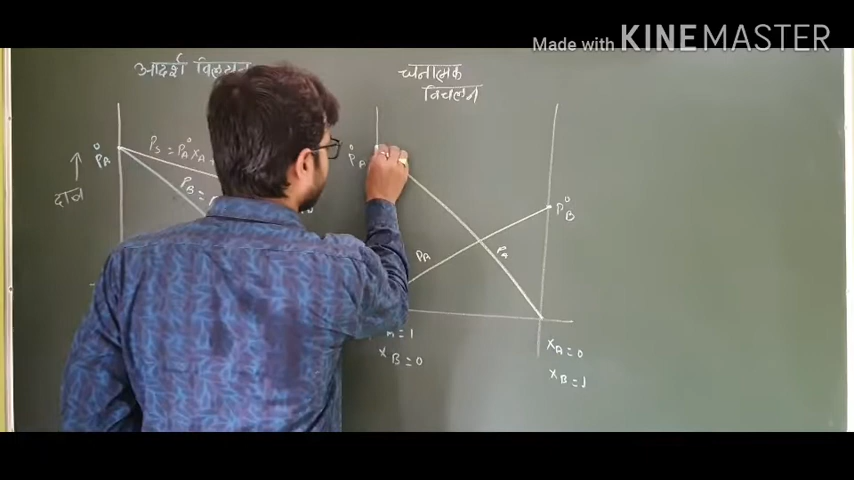 Made with KINEMASTER
आदर्श विलयन
धनात्मक
विचलन
P°A
PS = P°A XA
PB =
दाब
P°A
P°B
PA
XA = 0
XB = 0
XB = 1